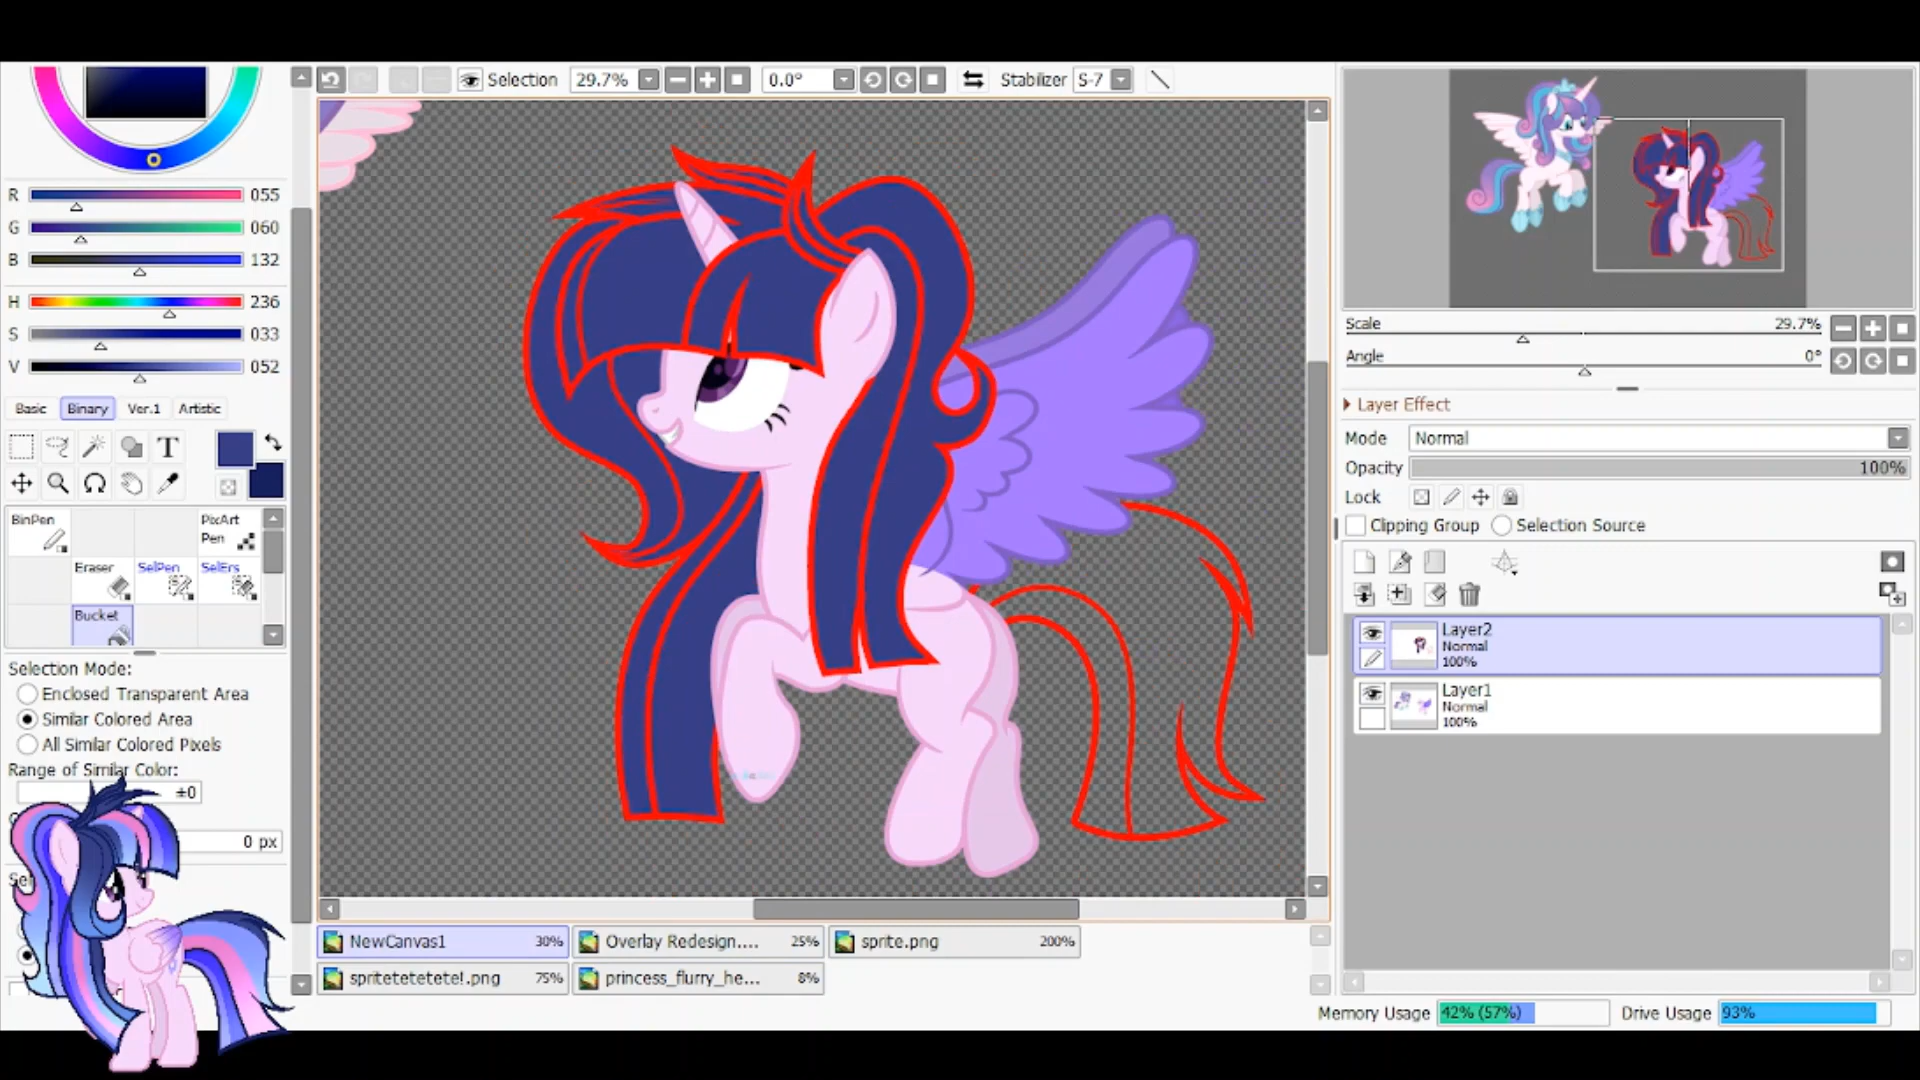 Selection 29.7% 0.0° Stabilizer S-7
R 055
G 060
B 132
H 236
S 033
V 052
Basic Binary Ver.1 Artistic
T
BinPen PixArt Pen
Eraser SelPen SelErs
Bucket
Selection Mode:
Enclosed Transparent Area
Similar Colored Area
All Similar Colored Pixels
Range of Similar Color:
±0
0 px
Scale 29.7%
Angle 0°
Layer Effect
Mode Normal
Opacity 100%
Lock
Clipping Group Selection Source
Layer2
Normal
100%
Layer1
Normal
100%
NewCanvas1 30% Overlay Redesign.... 25% sprite.png 200%
spritetetetete!.png 75% princess_flurry_he... 8%
Memory Usage 42% (57%) Drive Usage 93%